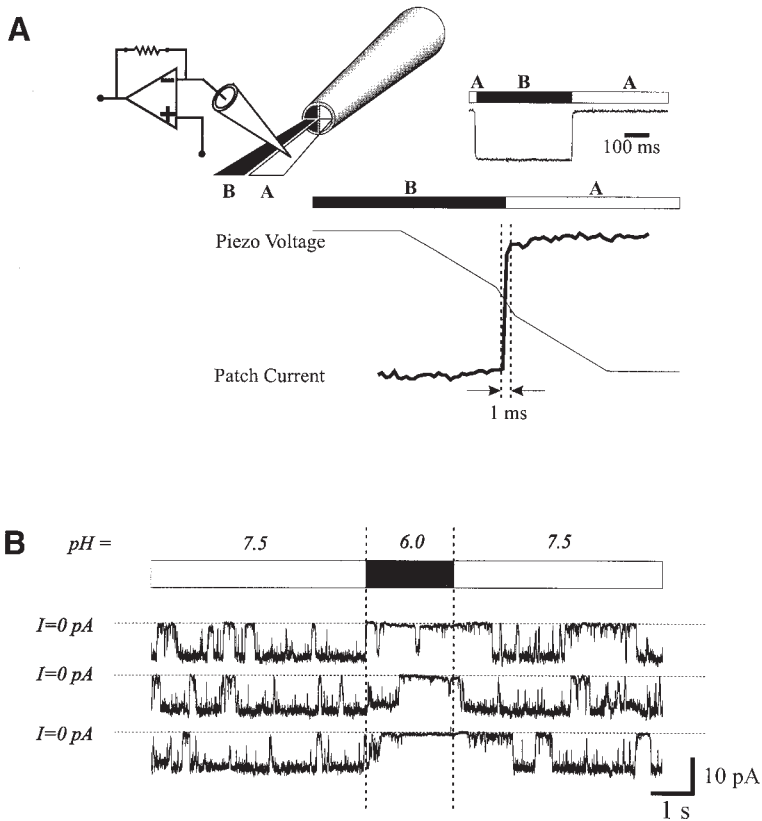 A
A B A
100 ms
B A
B A
Piezo Voltage
Patch Current
1 ms
B
pH = 7.5 6.0 7.5
I=0 pA
I=0 pA
I=0 pA
10 pA
1 s